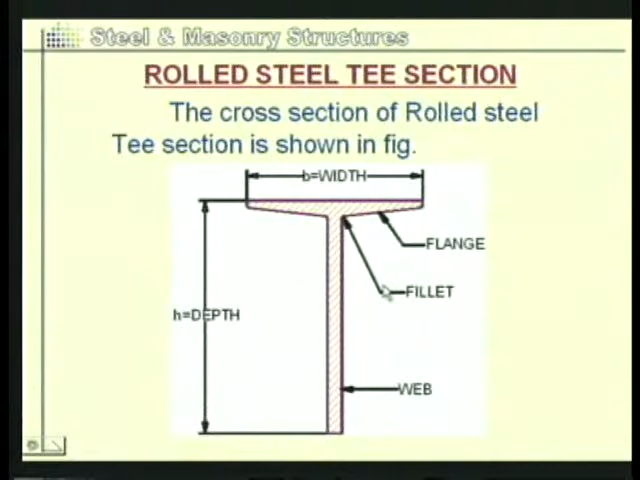 Steel & Masonry Structures
ROLLED STEEL TEE SECTION
The cross section of Rolled steel
Tee section is shown in fig.
b=WIDTH
FLANGE
FILLET
h=DEPTH
WEB